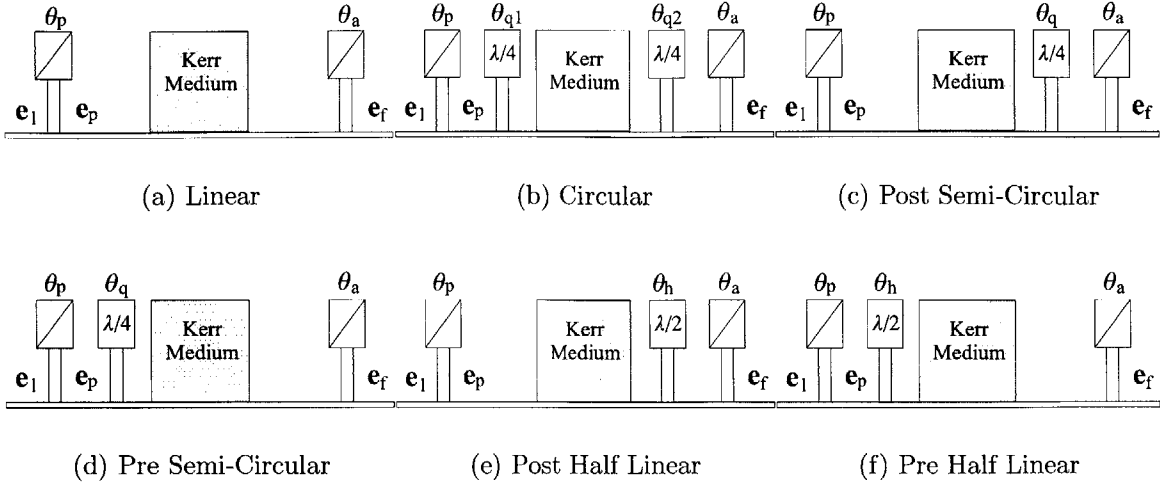 θp θa θp θq1 θq2 θa θp θq θa
Kerr Medium λ/4 Kerr Medium λ/4 Kerr Medium λ/4
e1 ep ef e1 ep ef e1 ep ef
(a) Linear (b) Circular (c) Post Semi-Circular
θp θq θa θp θh θa θp θh θa
λ/4 Kerr Medium Kerr Medium λ/2 λ/2 Kerr Medium
e1 ep ef e1 ep ef e1 ep ef
(d) Pre Semi-Circular (e) Post Half Linear (f) Pre Half Linear